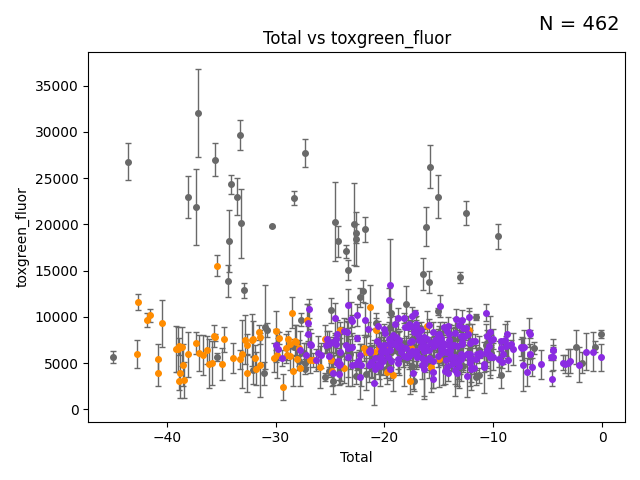 N = 462
Total vs toxgreen_fluor
35000
30000
25000
20000
15000
10000
5000
0
toxgreen_fluor
−40 −30 −20 −10 0
Total